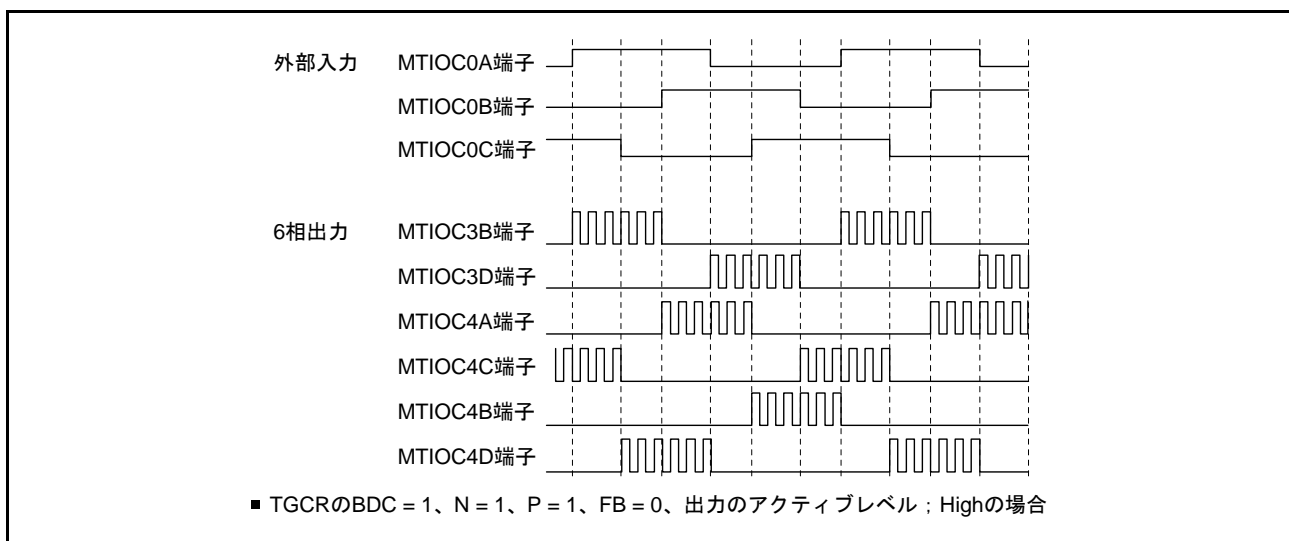 外部入力 MTIOC0A端子
MTIOC0B端子
MTIOC0C端子
6相出力 MTIOC3B端子
MTIOC3D端子
MTIOC4A端子
MTIOC4C端子
MTIOC4B端子
MTIOC4D端子
■ TGCRのBDC = 1、N = 1、P = 1、FB = 0、出力のアクティブレベル；Highの場合